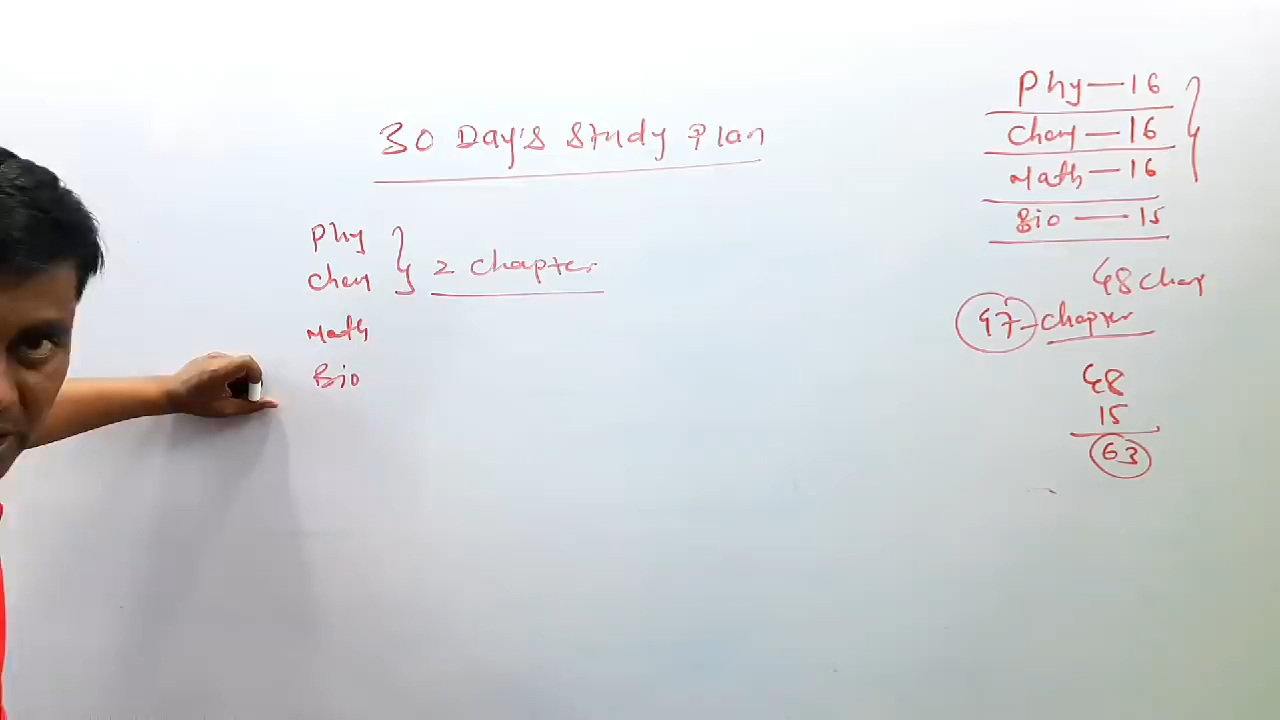 30 Day's Study Plan
Phy
Chem
2 Chapter
Math
Bio
Phy — 16
Chem — 16
Math — 16
Bio — 15
48 Chap
47 - Chapter
48
15
63